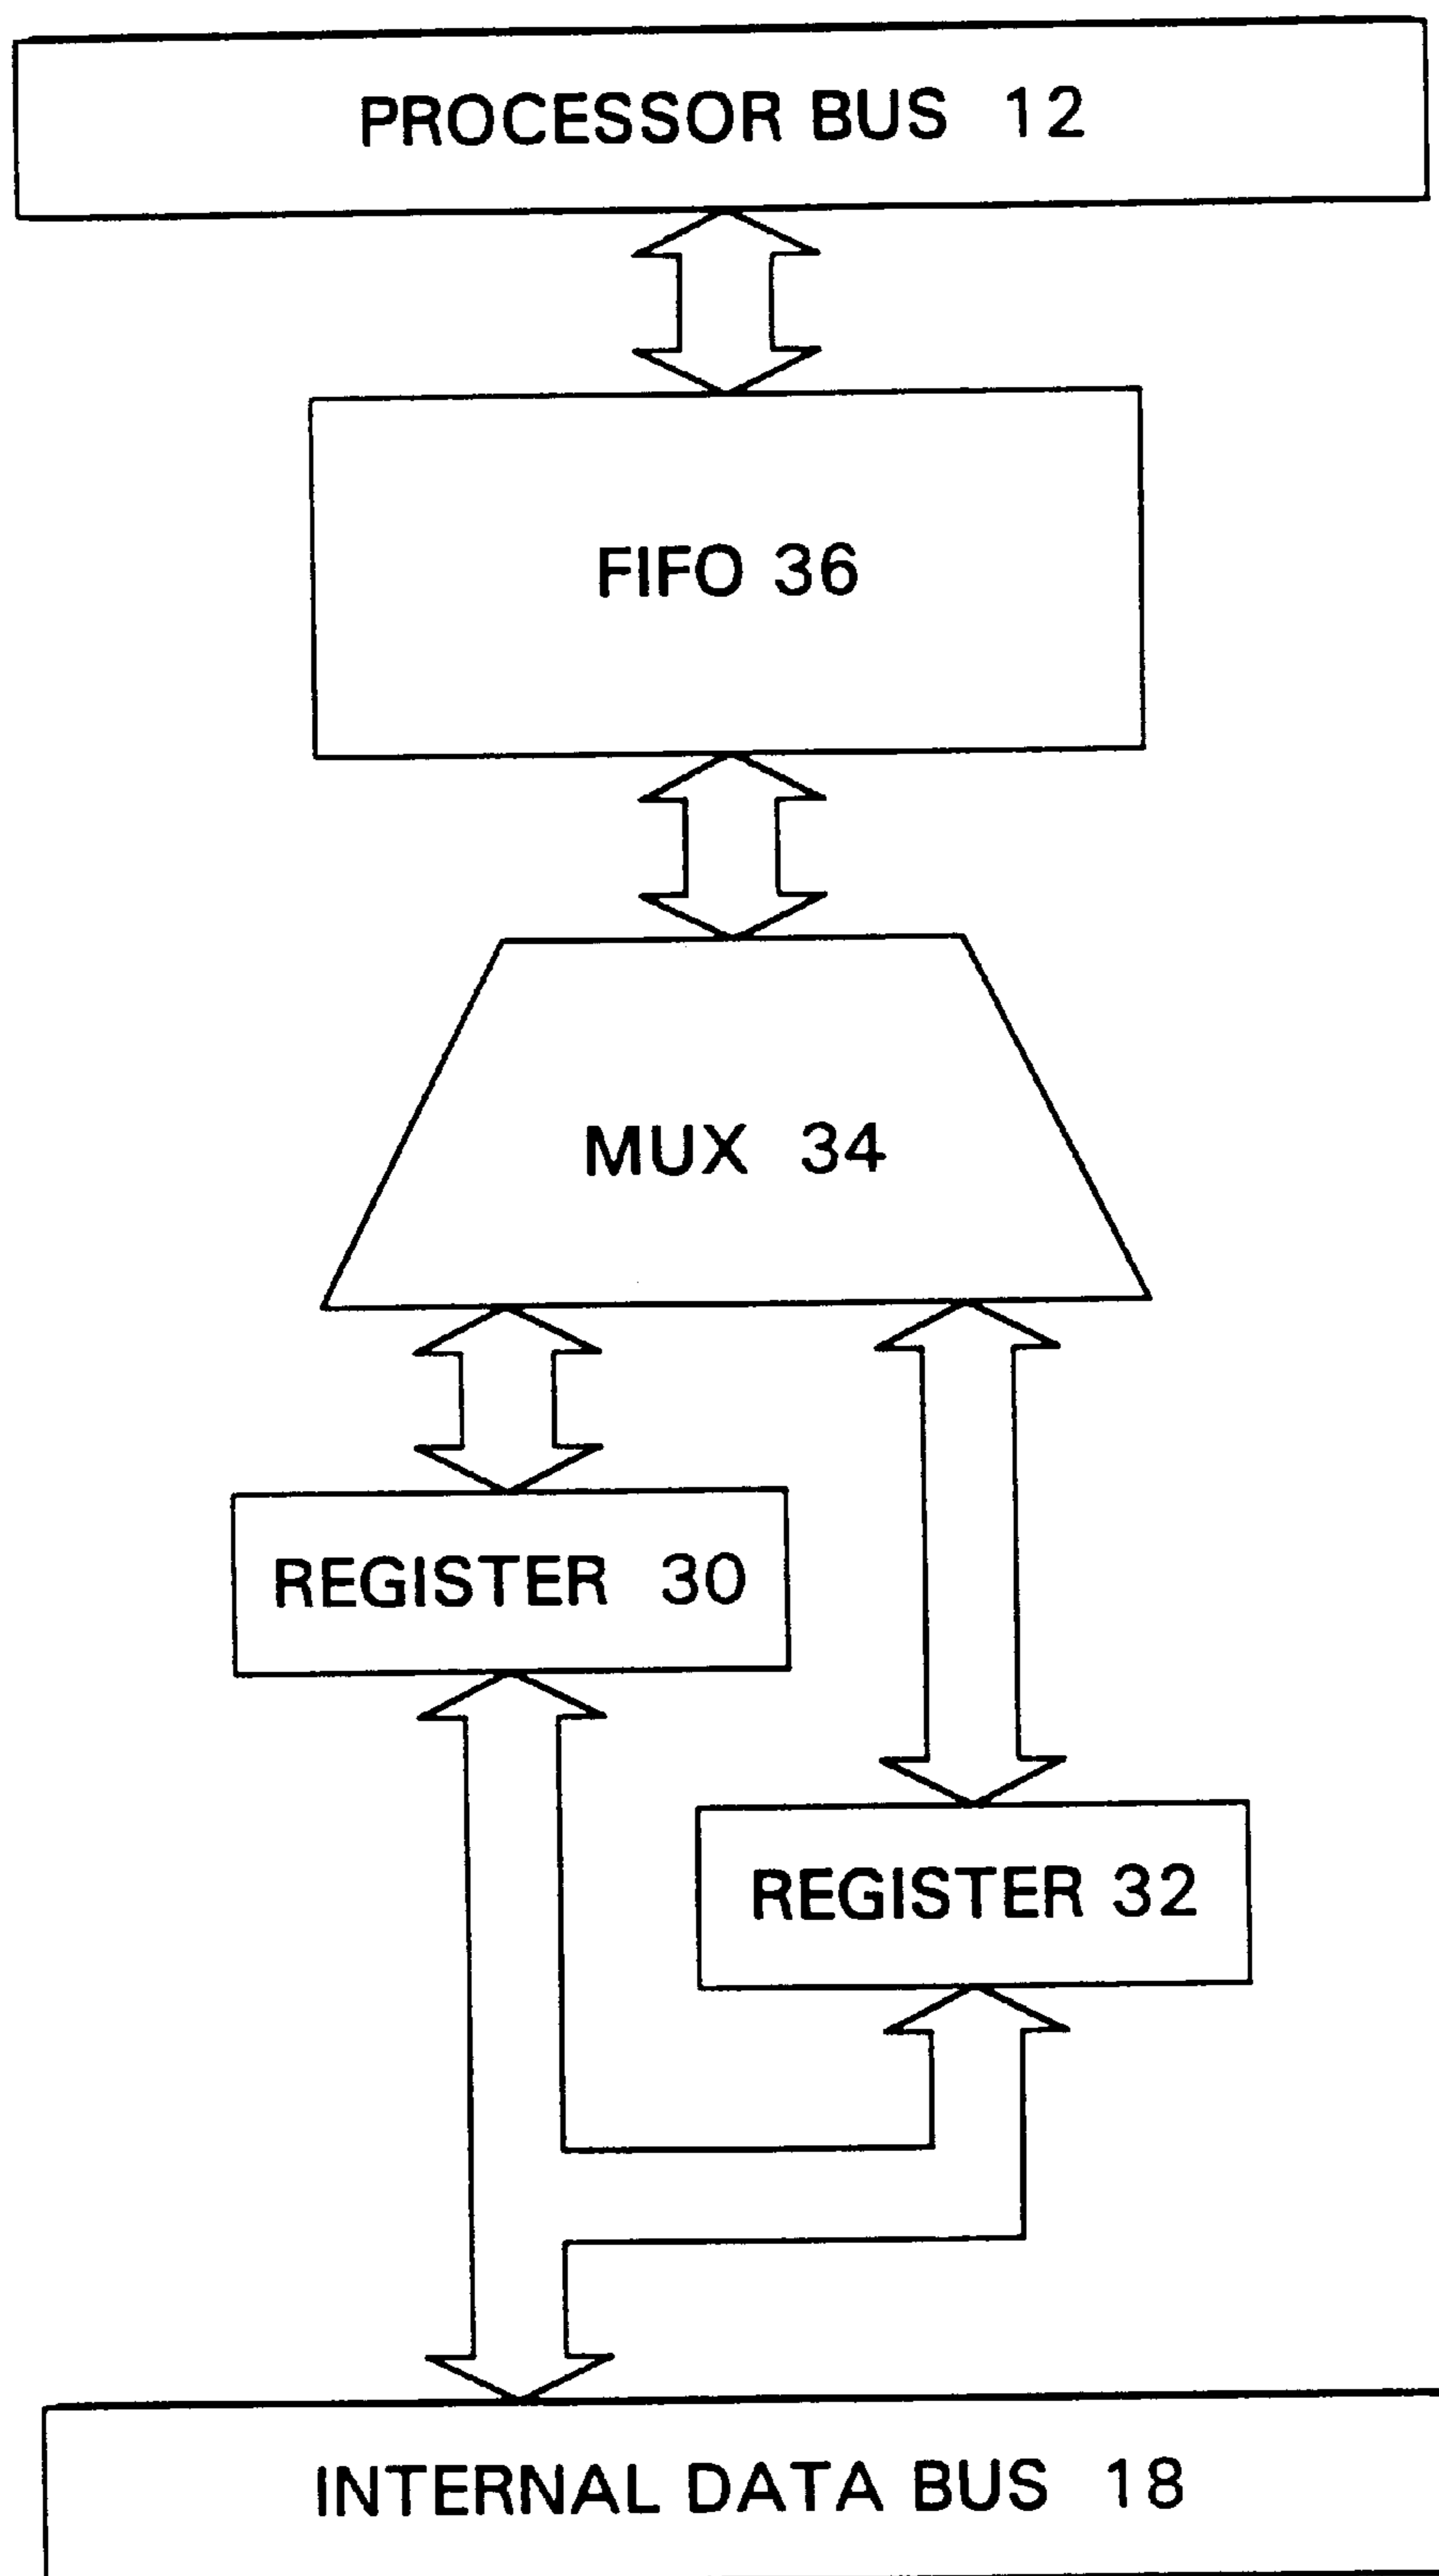 PROCESSOR BUS 12
FIFO 36
MUX 34
REGISTER 30
REGISTER 32
INTERNAL DATA BUS 18